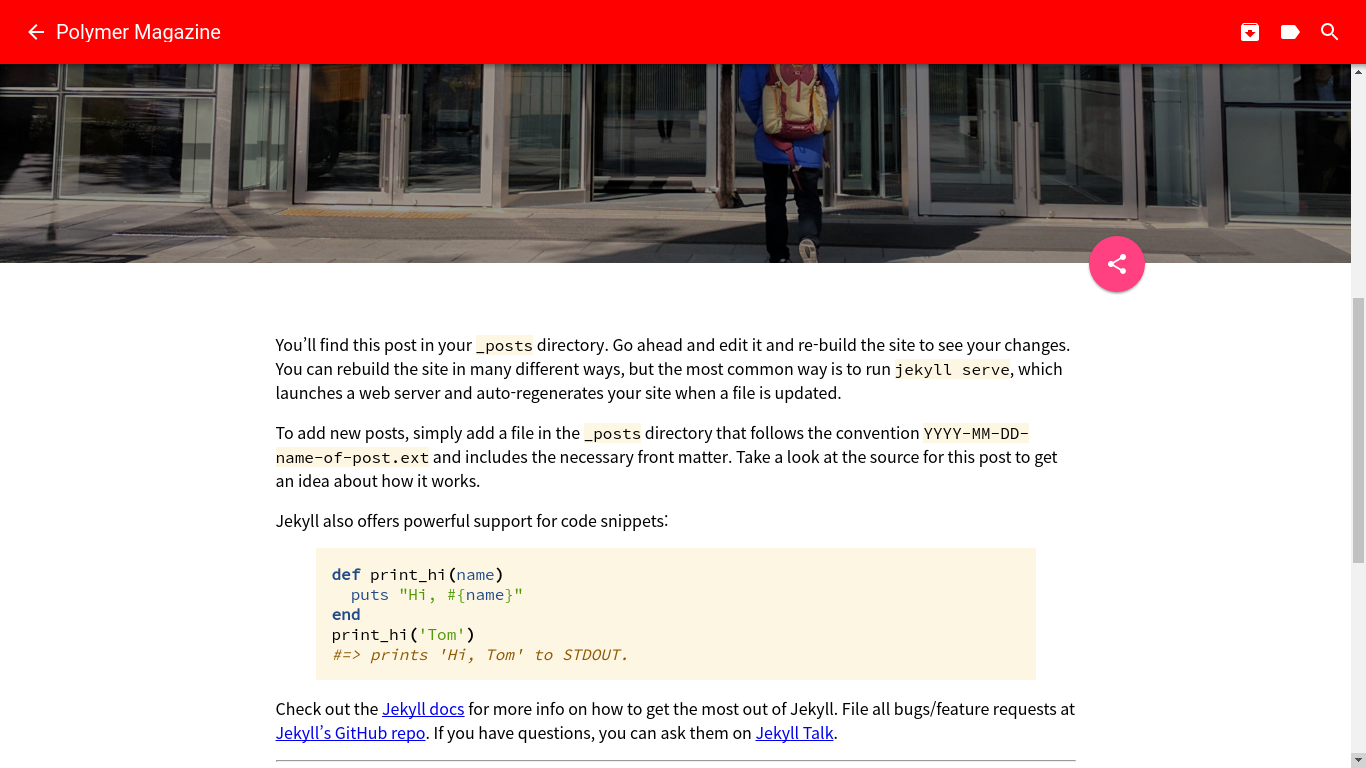 Polymer Magazine
You’ll find this post in your _posts directory. Go ahead and edit it and re-build the site to see your changes.
You can rebuild the site in many different ways, but the most common way is to run jekyll serve, which
launches a web server and auto-regenerates your site when a file is updated.
To add new posts, simply add a file in the _posts directory that follows the convention YYYY-MM-DD-
name-of-post.ext and includes the necessary front matter. Take a look at the source for this post to get
an idea about how it works.
Jekyll also offers powerful support for code snippets:
def print_hi(name)
  puts "Hi, #{name}"
end
print_hi('Tom')
#=> prints 'Hi, Tom' to STDOUT.
Check out the Jekyll docs for more info on how to get the most out of Jekyll. File all bugs/feature requests at
Jekyll’s GitHub repo. If you have questions, you can ask them on Jekyll Talk.